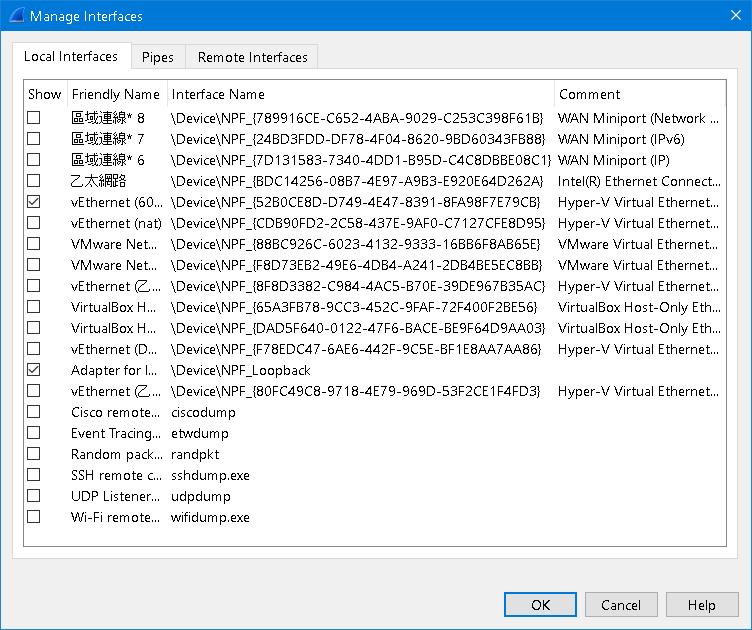 Manage Interfaces
Local Interfaces Pipes Remote Interfaces
Show Friendly Name Interface Name Comment
區域連線* 8 \Device\NPF_{789916CE-C652-4ABA-9029-C253C398F61B} WAN Miniport (Network ...
區域連線* 7 \Device\NPF_{24BD3FDD-DF78-4F04-8620-9BD60343FB88} WAN Miniport (IPv6)
區域連線* 6 \Device\NPF_{7D131583-7340-4DD1-B95D-C4C8DBBE08C1} WAN Miniport (IP)
乙太網路 \Device\NPF_{BDC14256-08B7-4E97-A9B3-E920E64D262A} Intel(R) Ethernet Connect...
vEthernet (60... \Device\NPF_{52B0CE8D-D749-4E47-8391-8FA98F7E79CB} Hyper-V Virtual Ethernet...
vEthernet (nat) \Device\NPF_{CDB90FD2-2C58-437E-9AF0-C7127CFE8D95} Hyper-V Virtual Ethernet...
VMware Net... \Device\NPF_{88BC926C-6023-4132-9333-16BB6F8AB65E} VMware Virtual Ethernet...
VMware Net... \Device\NPF_{F8D73EB2-49E6-4DB4-A241-2DB4BE5EC8BB} VMware Virtual Ethernet...
vEthernet (乙... \Device\NPF_{8F8D3382-C984-4AC5-B70E-39DE967B35AC} Hyper-V Virtual Ethernet...
VirtualBox H... \Device\NPF_{65A3FB78-9CC3-452C-9FAF-72F400F2BE56} VirtualBox Host-Only Eth...
VirtualBox H... \Device\NPF_{DAD5F640-0122-47F6-BACE-BE9F64D9AA03} VirtualBox Host-Only Eth...
vEthernet (D... \Device\NPF_{F78EDC47-6AE6-442F-9C5E-BF1E8AA7AA86} Hyper-V Virtual Ethernet...
Adapter for l... \Device\NPF_Loopback
vEthernet (乙... \Device\NPF_{80FC49C8-9718-4E79-969D-53F2CE1F4FD3} Hyper-V Virtual Ethernet...
Cisco remote... ciscodump
Event Tracing... etwdump
Random pack... randpkt
SSH remote c... sshdump.exe
UDP Listener... udpdump
Wi-Fi remote... wifidump.exe
OK Cancel Help